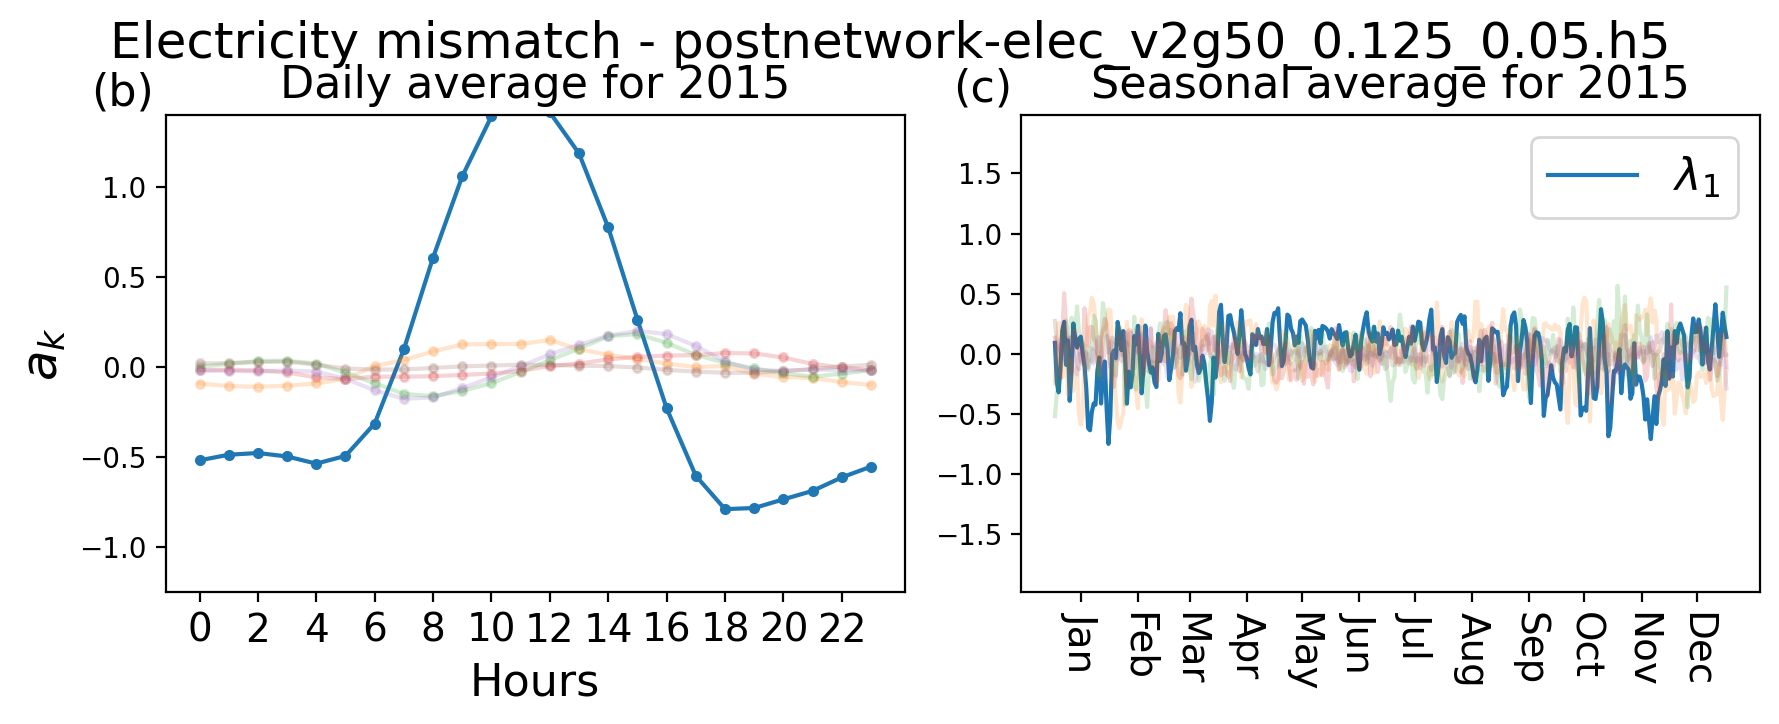 Electricity mismatch - postnetwork-elec_v2g50_0.125_0.05.h5
(b) Daily average for 2015
1.0
0.5
0.0
−0.5
−1.0
a_k
0 2 4 6 8 10 12 14 16 18 20 22
Hours
(c) Seasonal average for 2015
λ₁
1.5
1.0
0.5
0.0
−0.5
−1.0
−1.5
Jan Feb Mar Apr May Jun Jul Aug Sep Oct Nov Dec